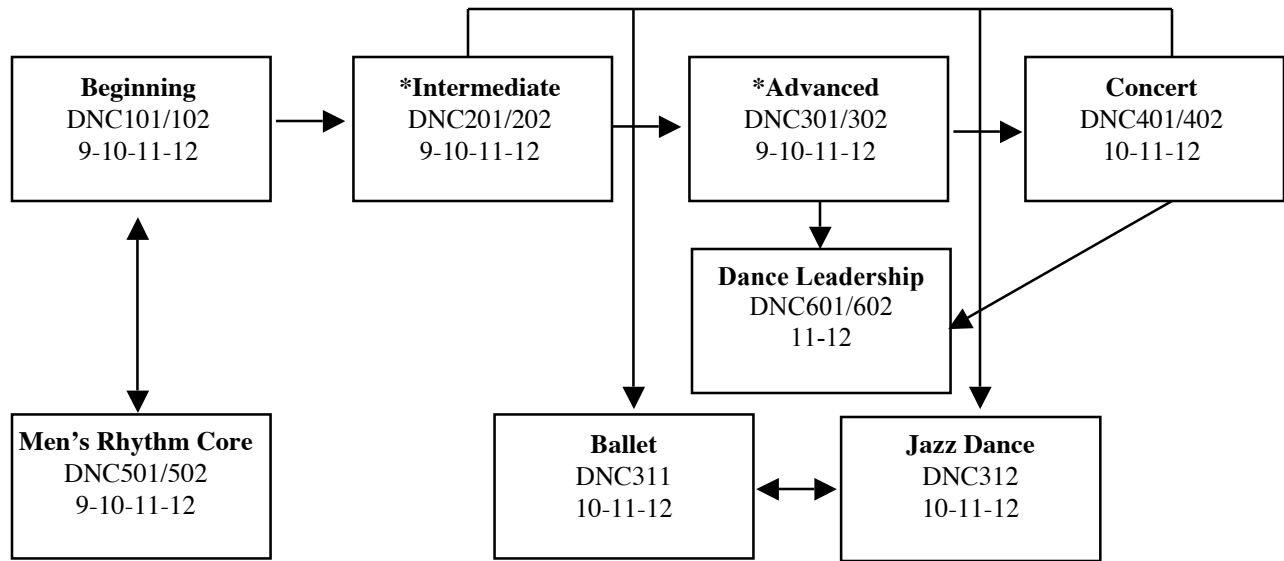 Beginning
DNC101/102
9-10-11-12
*Intermediate
DNC201/202
9-10-11-12
*Advanced
DNC301/302
9-10-11-12
Concert
DNC401/402
10-11-12
Dance Leadership
DNC601/602
11-12
Men’s Rhythm Core
DNC501/502
9-10-11-12
Ballet
DNC311
10-11-12
Jazz Dance
DNC312
10-11-12